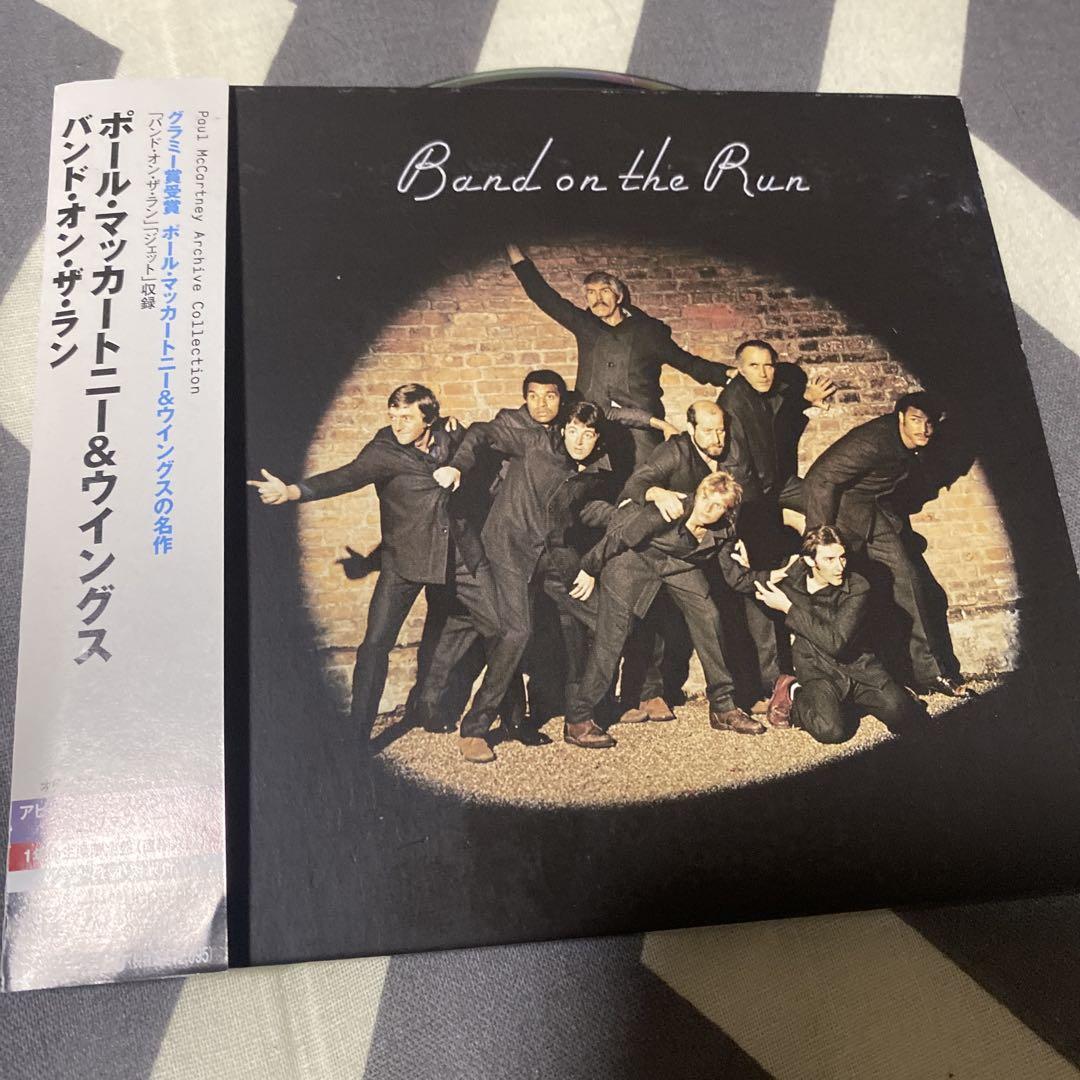 Band on the Run
Paul McCartney Archive Collection
グラミー賞受賞 ポール・マッカートニー&ウイングスの名作
「バンド・オン・ザ・ラン」「ジェット」収録
ポール・マッカートニー&ウイングス
バンド・オン・ザ・ラン